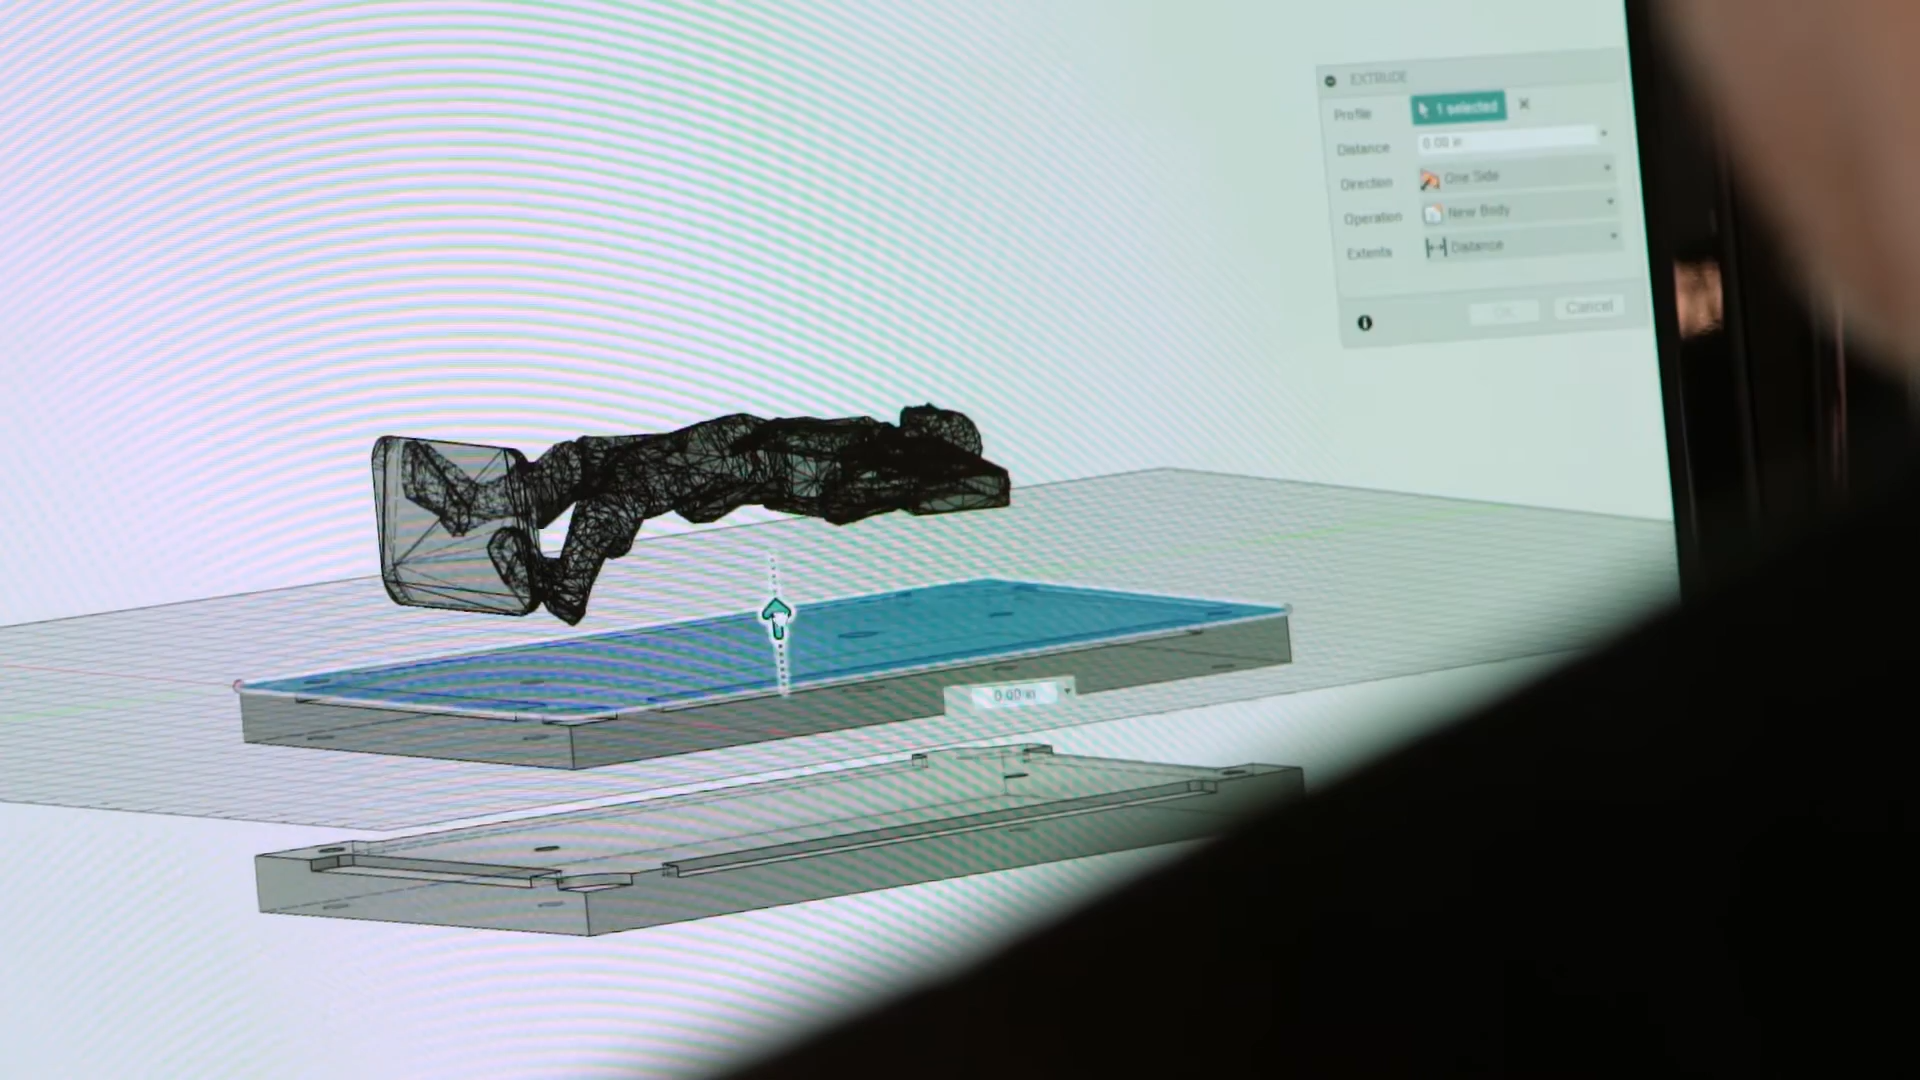 EXTRUDE
Profile 1 selected
Distance 0.00 in
Direction One Side
Operation New Body
Extents Distance
OK Cancel
0.00 in